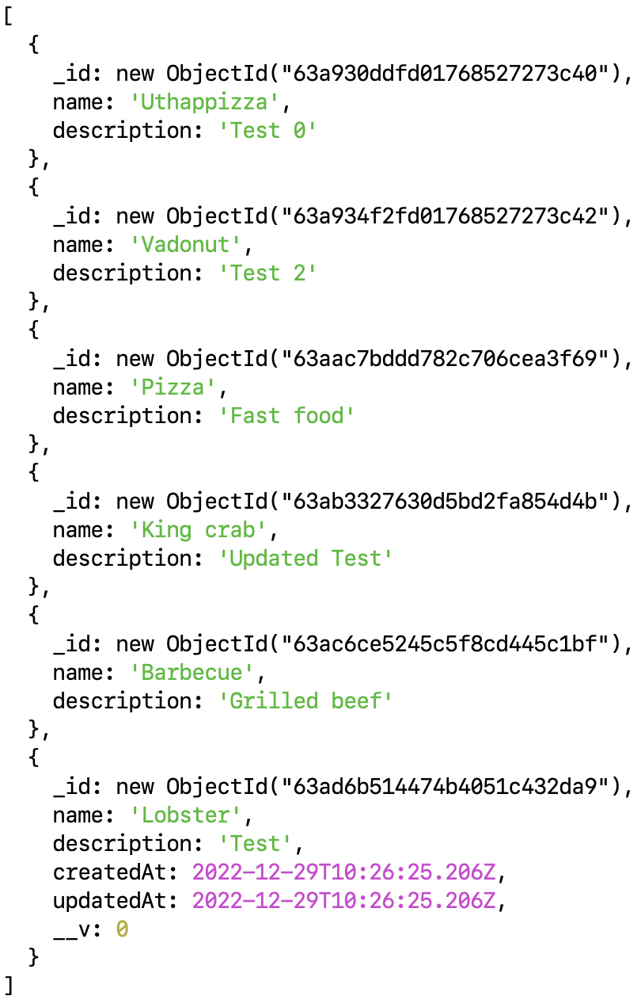 [
  {
    _id: new ObjectId("63a930ddfd01768527273c40"),
    name: 'Uthappizza',
    description: 'Test 0'
  },
  {
    _id: new ObjectId("63a934f2fd01768527273c42"),
    name: 'Vadonut',
    description: 'Test 2'
  },
  {
    _id: new ObjectId("63aac7bddd782c706cea3f69"),
    name: 'Pizza',
    description: 'Fast food'
  },
  {
    _id: new ObjectId("63ab3327630d5bd2fa854d4b"),
    name: 'King crab',
    description: 'Updated Test'
  },
  {
    _id: new ObjectId("63ac6ce5245c5f8cd445c1bf"),
    name: 'Barbecue',
    description: 'Grilled beef'
  },
  {
    _id: new ObjectId("63ad6b514474b4051c432da9"),
    name: 'Lobster',
    description: 'Test',
    createdAt: 2022-12-29T10:26:25.206Z,
    updatedAt: 2022-12-29T10:26:25.206Z,
    __v: 0
  }
]